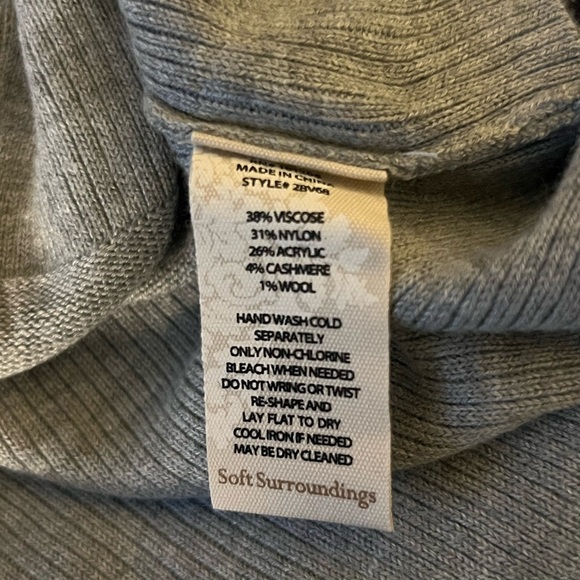 MADE IN CHINA
STYLE# 2BV68
38% VISCOSE
31% NYLON
26% ACRYLIC
4% CASHMERE
1% WOOL
HAND WASH COLD
SEPARATELY
ONLY NON-CHLORINE
BLEACH WHEN NEEDED
DO NOT WRING OR TWIST
RE-SHAPE AND
LAY FLAT TO DRY
COOL IRON IF NEEDED
MAY BE DRY CLEANED
Soft Surroundings